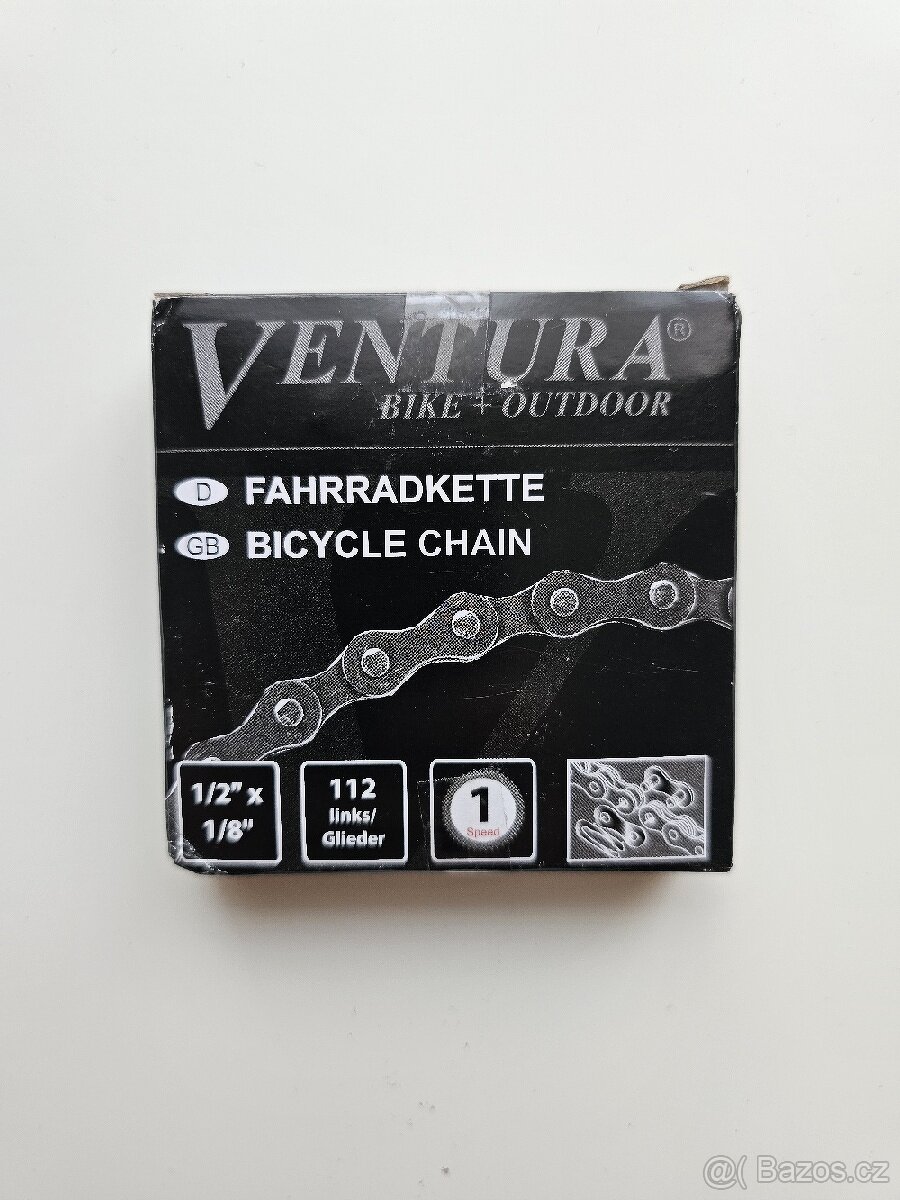 VENTURA®
BIKE + OUTDOOR
D FAHRRADKETTE
GB BICYCLE CHAIN
1/2" x
1/8"
112
links/
Glieder
1
Speed
@( Bazos.cz